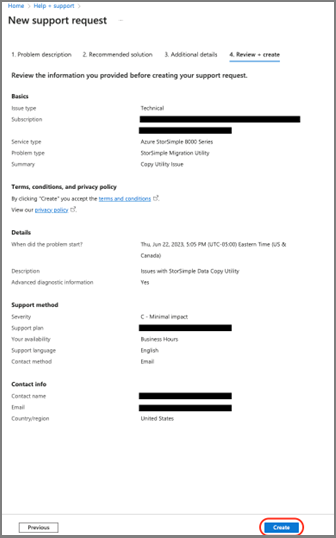 Home > Help + support >
New support request ...
1. Problem description 2. Recommended solution 3. Additional details 4. Review + create
Review the information you provided before creating your support request.
Basics
Issue type Technical
Subscription
Service type Azure StorSimple 8000 Series
Problem type StorSimple Migration Utility
Summary Copy Utility Issue
Terms, conditions, and privacy policy
By clicking "Create" you accept the terms and conditions.
View our privacy policy.
Details
When did the problem start? Thu, Jun 22, 2023, 5:05 PM (UTC-05:00) Eastern Time (US &
Canada)
Description Issues with StorSimple Data Copy Utility
Advanced diagnostic information Yes
Support method
Severity C - Minimal impact
Support plan
Your availability Business Hours
Support language English
Contact method Email
Contact info
Contact name
Email
Country/region United States
Previous Create